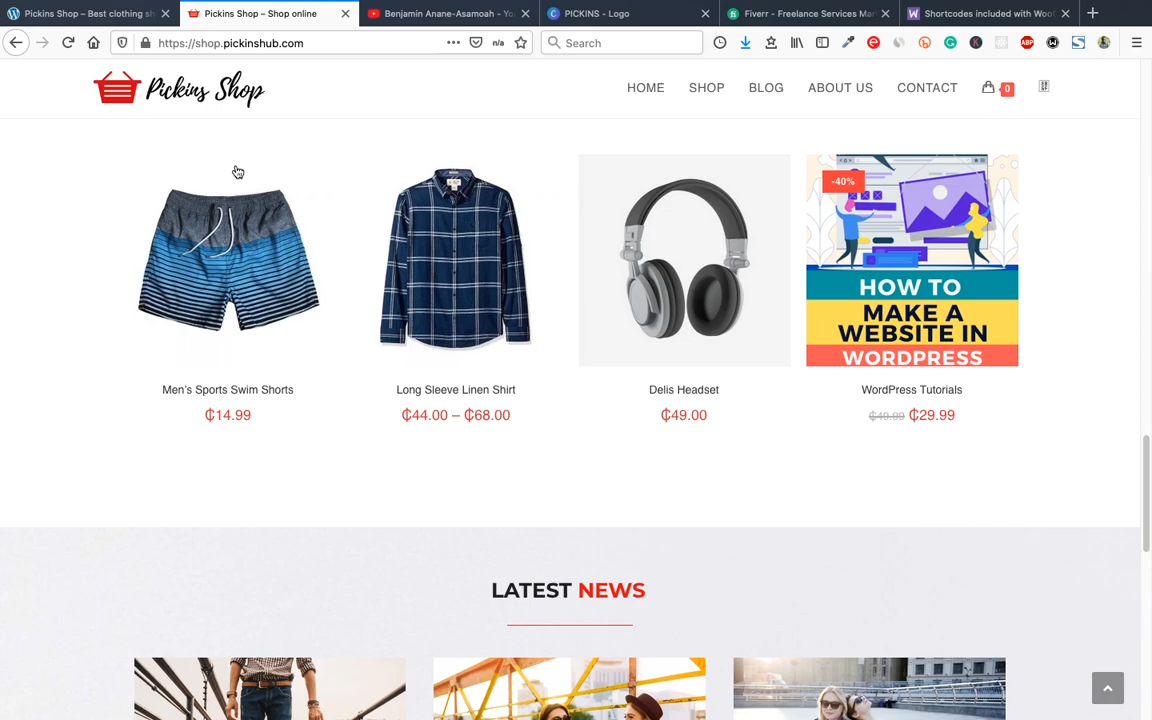 Pickins Shop – Best clothing sh
Pickins Shop – Shop online
Benjamin Anane-Asamoah - Yo
PICKINS - Logo
Fiverr - Freelance Services Mar
Shortcodes included with Woo
https://shop.pickinshub.com
n/a
Search
ABP
Pickins Shop
HOME
SHOP
BLOG
ABOUT US
CONTACT
0
-40%
HOW TO
MAKE A
WEBSITE IN
WORDPRESS
Men's Sports Swim Shorts
Long Sleeve Linen Shirt
Delis Headset
WordPress Tutorials
₵14.99
₵44.00 – ₵68.00
₵49.00
₵49.99 ₵29.99
LATEST NEWS